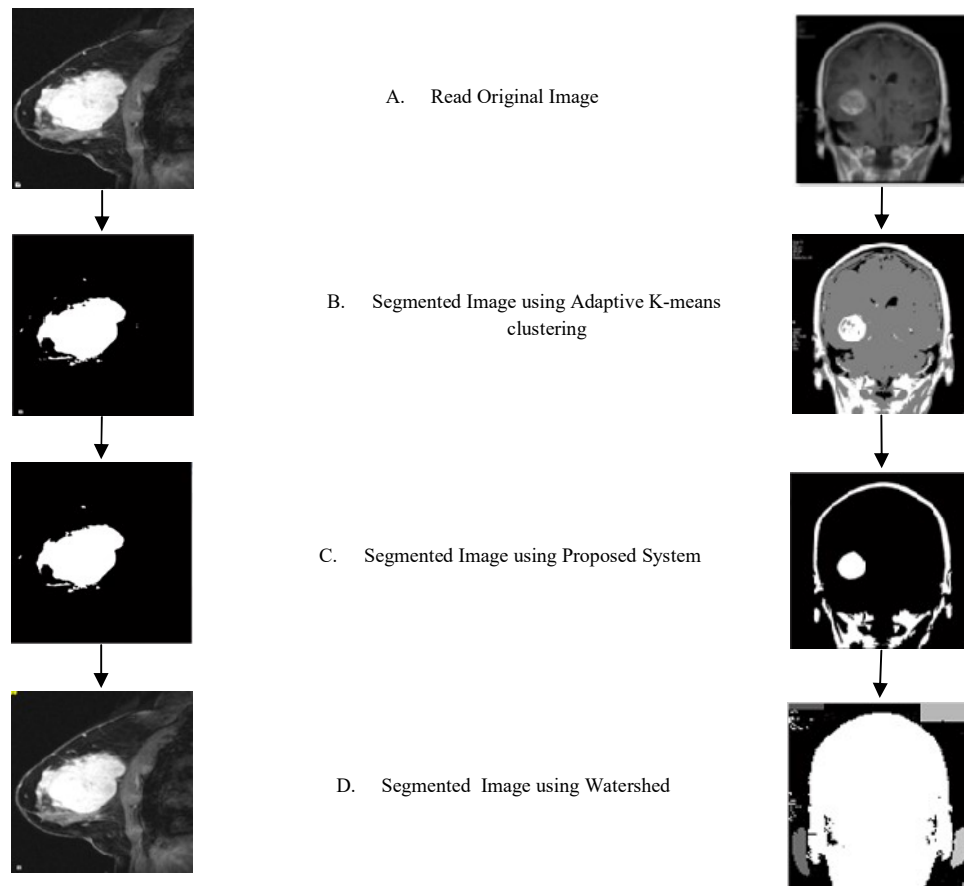 A. Read Original Image
B. Segmented Image using Adaptive K-means
clustering
C. Segmented Image using Proposed System
D. Segmented Image using Watershed